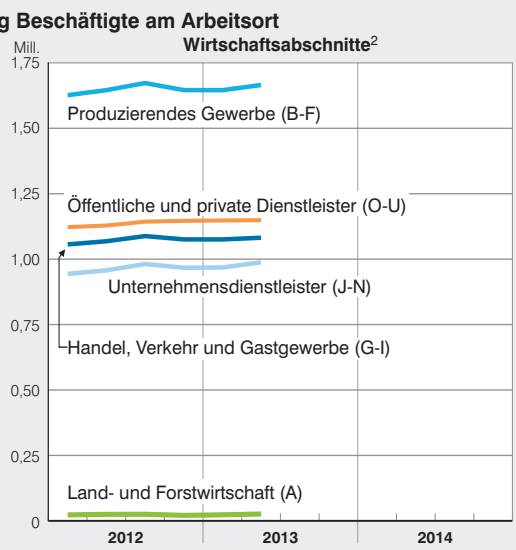 g Beschäftigte am Arbeitsort
Mill.
Wirtschaftsabschnitte²
1,75
Produzierendes Gewerbe (B-F)
1,50
1,25
Öffentliche und private Dienstleister (O-U)
1,00
Unternehmensdienstleister (J-N)
0,75
Handel, Verkehr und Gastgewerbe (G-I)
0,50
0,25
Land- und Forstwirtschaft (A)
0
2012 2013 2014